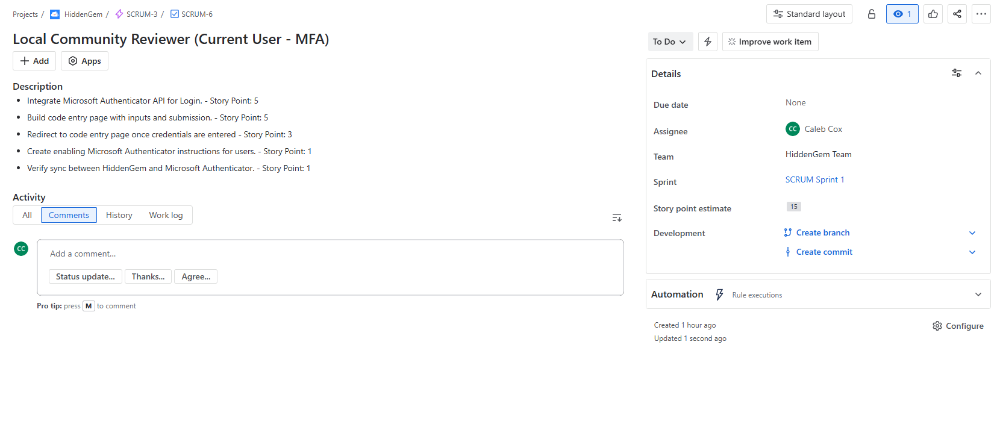 Projects / HiddenGem / SCRUM-3 / SCRUM-6
Standard layout
1
Local Community Reviewer (Current User - MFA)
Add
Apps
To Do
Improve work item
Description
• Integrate Microsoft Authenticator API for Login. - Story Point: 5
• Build code entry page with inputs and submission. - Story Point: 5
• Redirect to code entry page once credentials are entered - Story Point: 3
• Create enabling Microsoft Authenticator instructions for users. - Story Point: 1
• Verify sync between HiddenGem and Microsoft Authenticator. - Story Point: 1
Activity
All Comments History Work log
CC
Add a comment...
Status update... Thanks... Agree...
Pro tip: press M to comment
Details
Due date None
Assignee CC Caleb Cox
Team HiddenGem Team
Sprint SCRUM Sprint 1
Story point estimate 15
Development Create branch
Create commit
Automation Rule executions
Created 1 hour ago
Updated 1 second ago
Configure